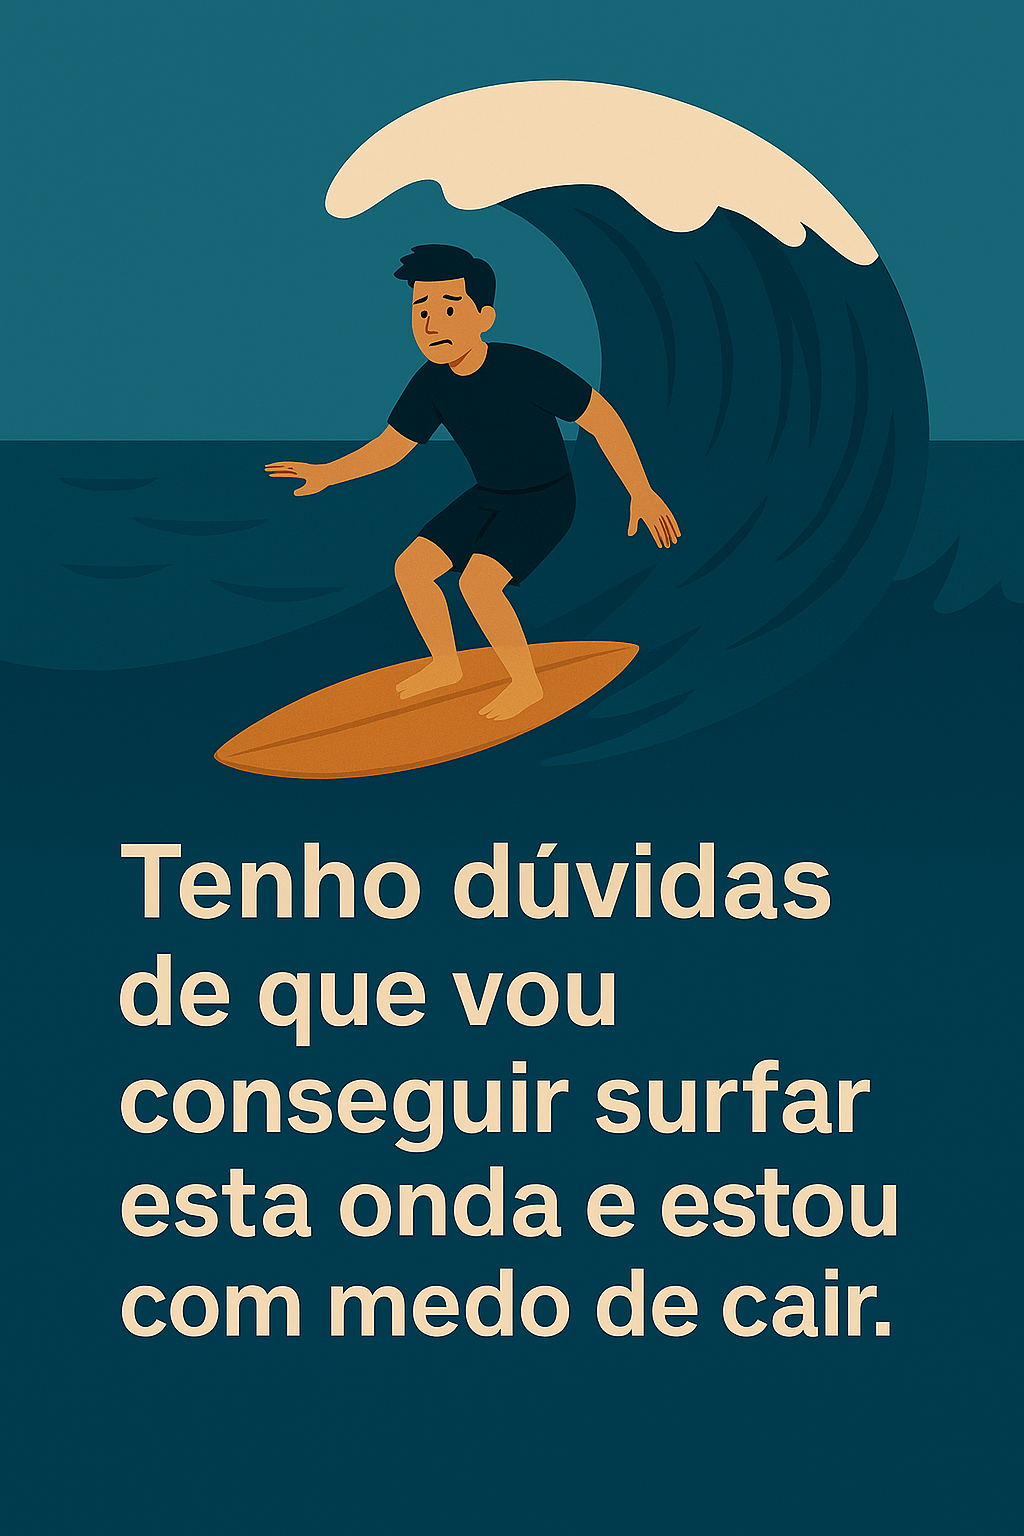 Tenho dúvidas
de que vou
conseguir surfar
esta onda e estou
com medo de cair.